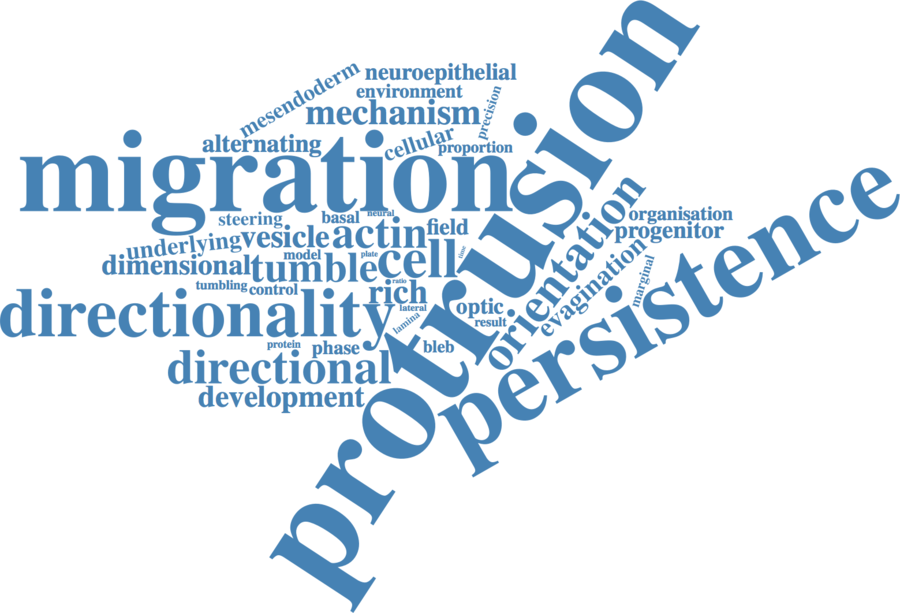 neuroepithelial
mesendoderm
environment
precision
mechanism
alternating
cellular
proportion
migration
protrusion
persistence
orientation
organisation
progenitor
steering
basal
neural
field
underlying
vesicle
actin
model
plate
time
dimensional
tumble
cell
evagination
marginal
tumbling
control
ratio
rich
directionality
lateral
optic
lamina
result
protein
phase
bleb
directional
development